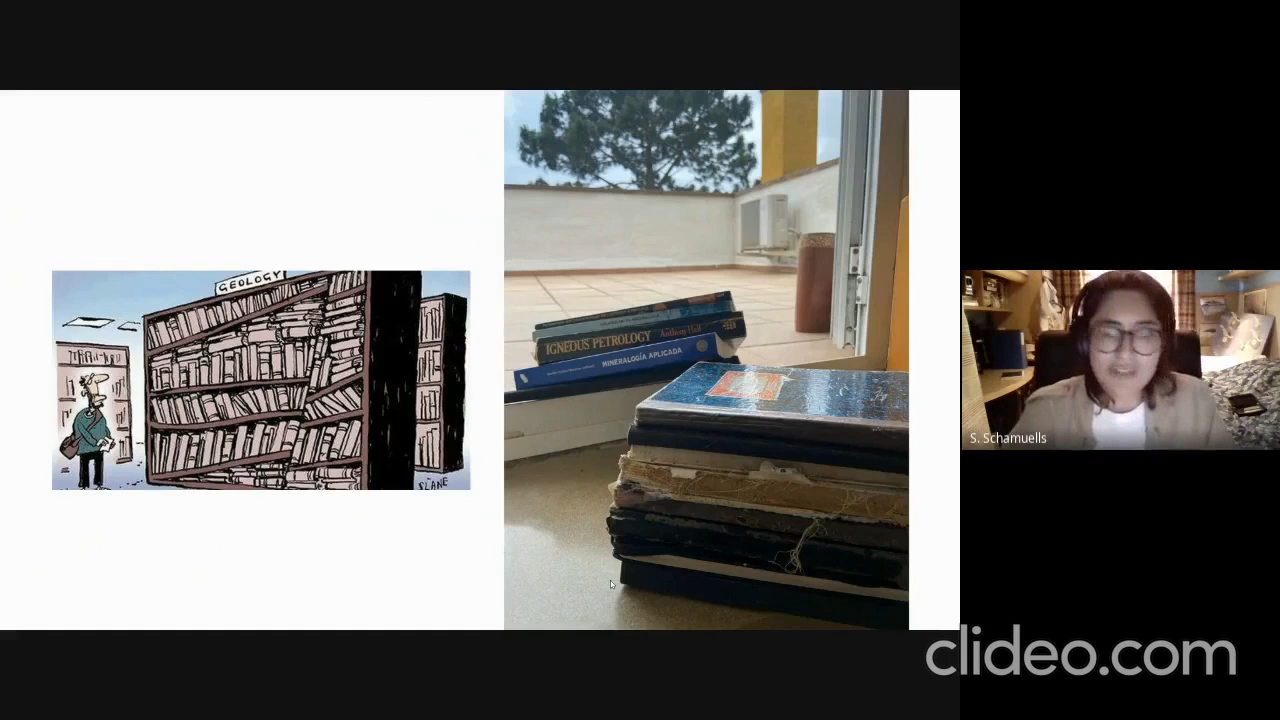 GEOLOGY
SLANE
IGNEOUS PETROLOGY Anthony Hall
MINERALOGÍA APLICADA
S. Schamuells
clideo.com